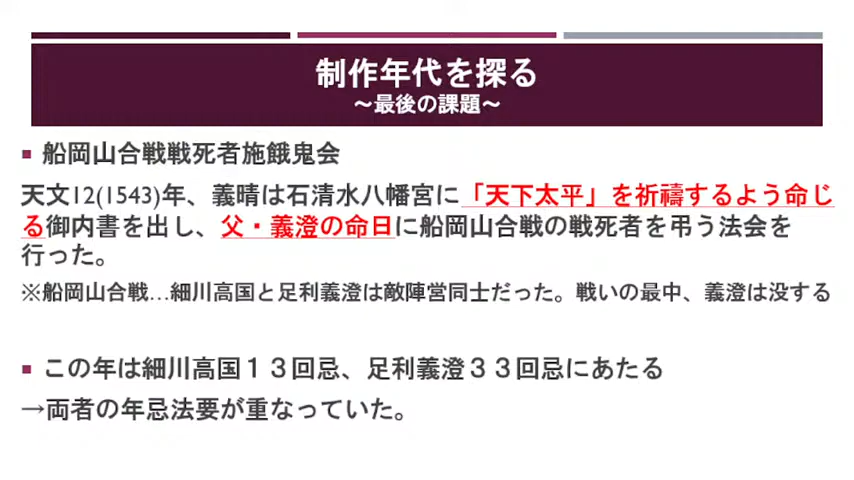 制作年代を探る
～最後の課題～
■ 船岡山合戦戦死者施餓鬼会
天文12(1543)年、義晴は石清水八幡宮に「天下太平」を祈禱するよう命じ
る御内書を出し、父・義澄の命日に船岡山合戦の戦死者を弔う法会を
行った。
※船岡山合戦…細川高国と足利義澄は敵陣営同士だった。戦いの最中、義澄は没する
■ この年は細川高国１３回忌、足利義澄３３回忌にあたる
→両者の年忌法要が重なっていた。